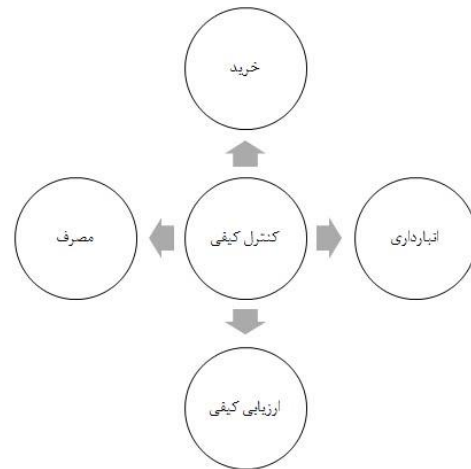 خرید
انبارداری
کنترل کیفی
مصرف
ارزیابی کیفی